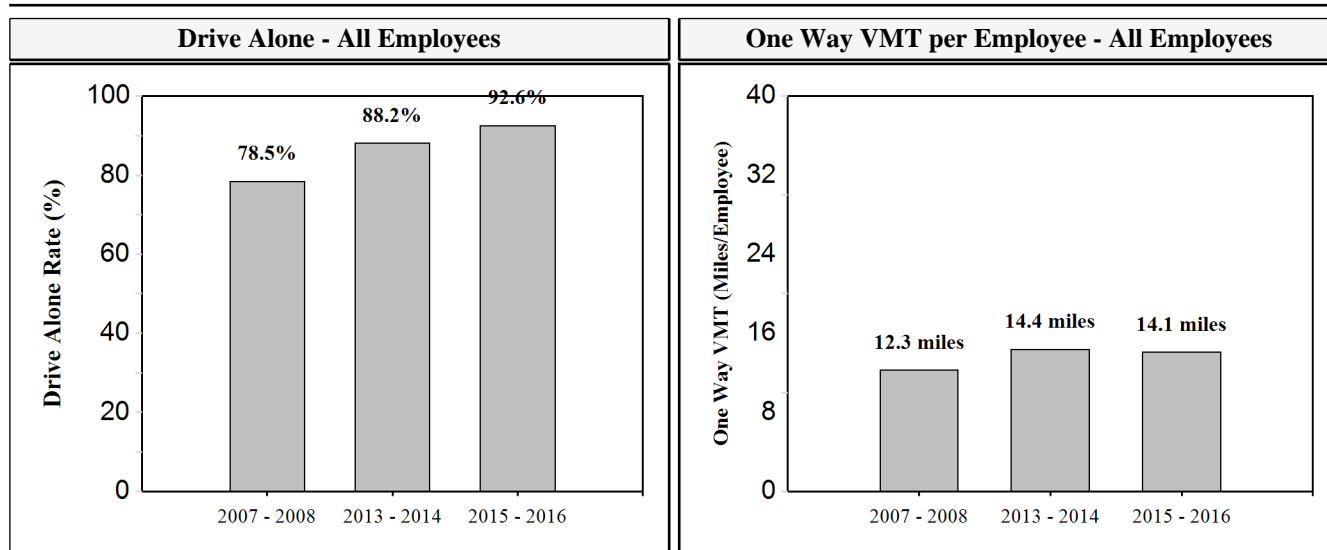 Drive Alone - All Employees
One Way VMT per Employee - All Employees
Drive Alone Rate (%)
100
80
60
40
20
0
78.5%
88.2%
92.6%
2007 - 2008
2013 - 2014
2015 - 2016
One Way VMT (Miles/Employee)
40
32
24
16
8
0
12.3 miles
14.4 miles
14.1 miles
2007 - 2008
2013 - 2014
2015 - 2016